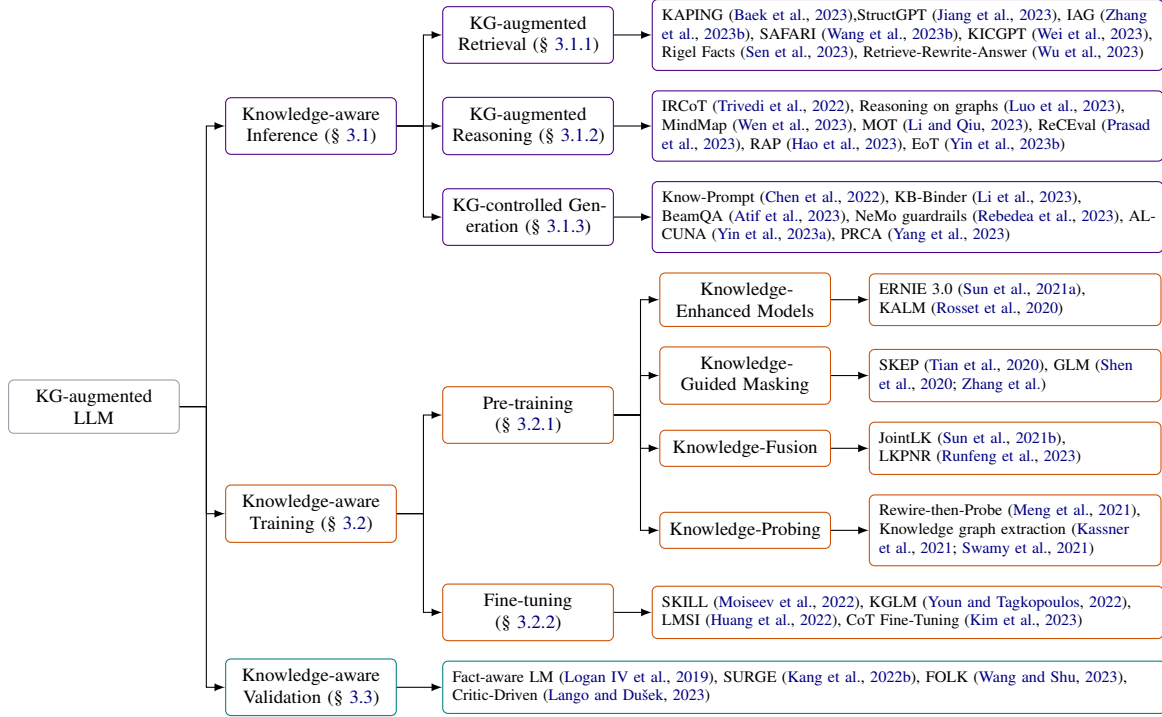 KG-augmented
LLM
Knowledge-aware
Inference (§ 3.1)
KG-augmented
Retrieval (§ 3.1.1)
KAPING (Baek et al., 2023),StructGPT (Jiang et al., 2023), IAG (Zhang
et al., 2023b), SAFARI (Wang et al., 2023b), KICGPT (Wei et al., 2023),
Rigel Facts (Sen et al., 2023), Retrieve-Rewrite-Answer (Wu et al., 2023)
KG-augmented
Reasoning (§ 3.1.2)
IRCoT (Trivedi et al., 2022), Reasoning on graphs (Luo et al., 2023),
MindMap (Wen et al., 2023), MOT (Li and Qiu, 2023), ReCEval (Prasad
et al., 2023), RAP (Hao et al., 2023), EoT (Yin et al., 2023b)
KG-controlled Gen-
eration (§ 3.1.3)
Know-Prompt (Chen et al., 2022), KB-Binder (Li et al., 2023),
BeamQA (Atif et al., 2023), NeMo guardrails (Rebedea et al., 2023), AL-
CUNA (Yin et al., 2023a), PRCA (Yang et al., 2023)
Knowledge-aware
Training (§ 3.2)
Pre-training
(§ 3.2.1)
Knowledge-
Enhanced Models
ERNIE 3.0 (Sun et al., 2021a),
KALM (Rosset et al., 2020)
Knowledge-
Guided Masking
SKEP (Tian et al., 2020), GLM (Shen
et al., 2020; Zhang et al.)
Knowledge-Fusion
JointLK (Sun et al., 2021b),
LKPNR (Runfeng et al., 2023)
Knowledge-Probing
Rewire-then-Probe (Meng et al., 2021),
Knowledge graph extraction (Kassner
et al., 2021; Swamy et al., 2021)
Fine-tuning
(§ 3.2.2)
SKILL (Moiseev et al., 2022), KGLM (Youn and Tagkopoulos, 2022),
LMSI (Huang et al., 2022), CoT Fine-Tuning (Kim et al., 2023)
Knowledge-aware
Validation (§ 3.3)
Fact-aware LM (Logan IV et al., 2019), SURGE (Kang et al., 2022b), FOLK (Wang and Shu, 2023),
Critic-Driven (Lango and Dušek, 2023)